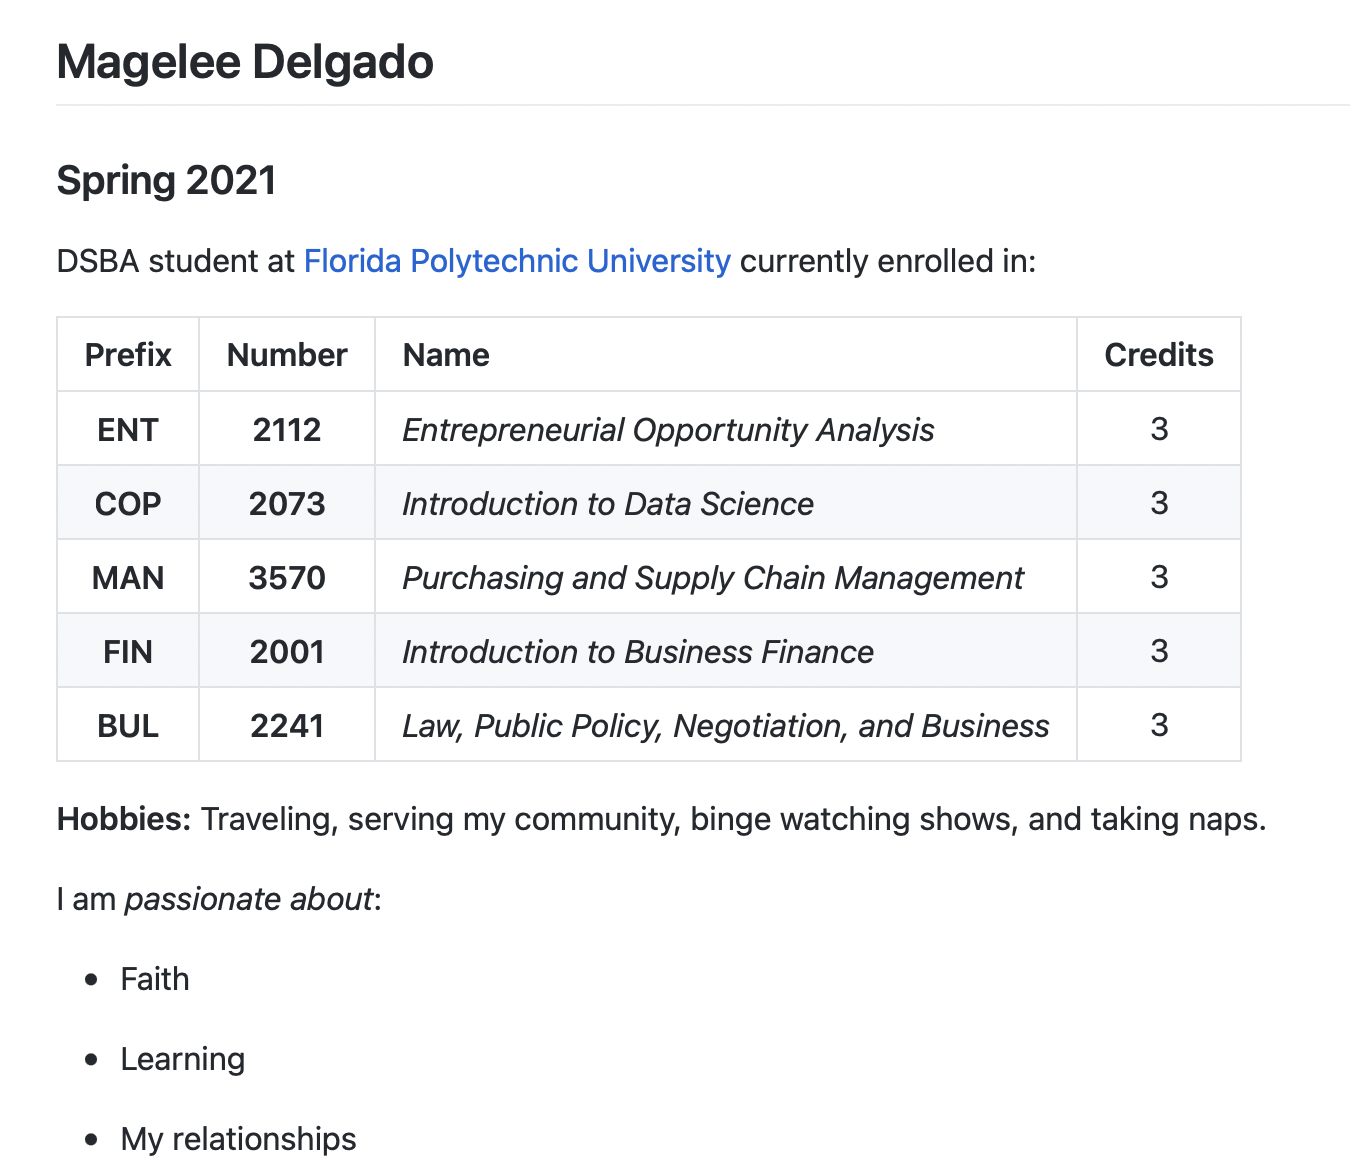 Magelee Delgado
Spring 2021
DSBA student at Florida Polytechnic University currently enrolled in:
Prefix Number Name Credits
ENT 2112 Entrepreneurial Opportunity Analysis 3
COP 2073 Introduction to Data Science 3
MAN 3570 Purchasing and Supply Chain Management 3
FIN 2001 Introduction to Business Finance 3
BUL 2241 Law, Public Policy, Negotiation, and Business 3
Hobbies: Traveling, serving my community, binge watching shows, and taking naps.
I am passionate about:
• Faith
• Learning
• My relationships